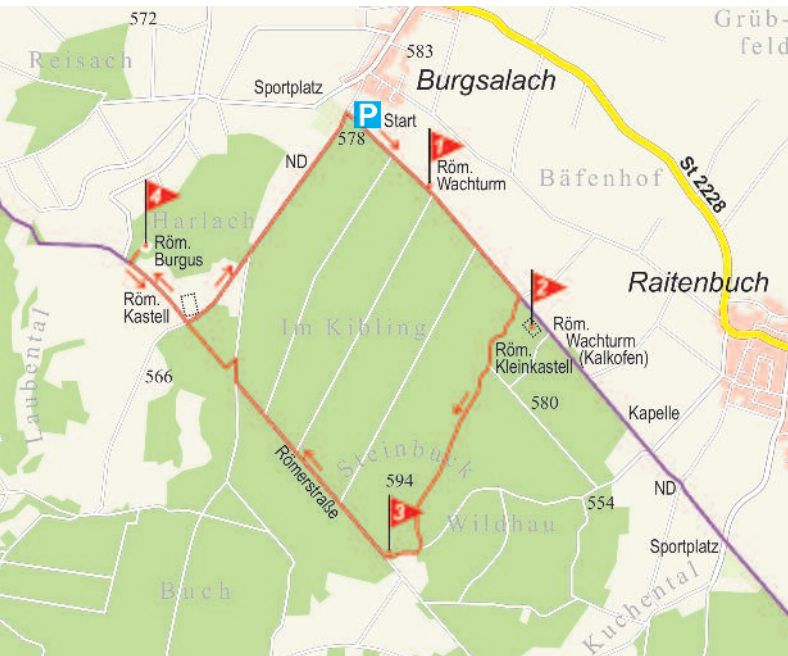 572
Grüb-
feld
Reisach
583
Sportplatz
Burgsalach
P
Start
578
1
ND
Röm.
Wachturm
Bäfenhof
St 2228
4
Harlach
Röm.
Burgus
2
Raitenbuch
Röm.
Kastell
Im Kibling
Röm.
Wachturm
(Kalkofen)
Röm.
Kleinkastell
Laubental
566
580
Kapelle
Römerstraße
Steinbuck
594
ND
3
554
Wildhau
Sportplatz
Buch
Kuchental